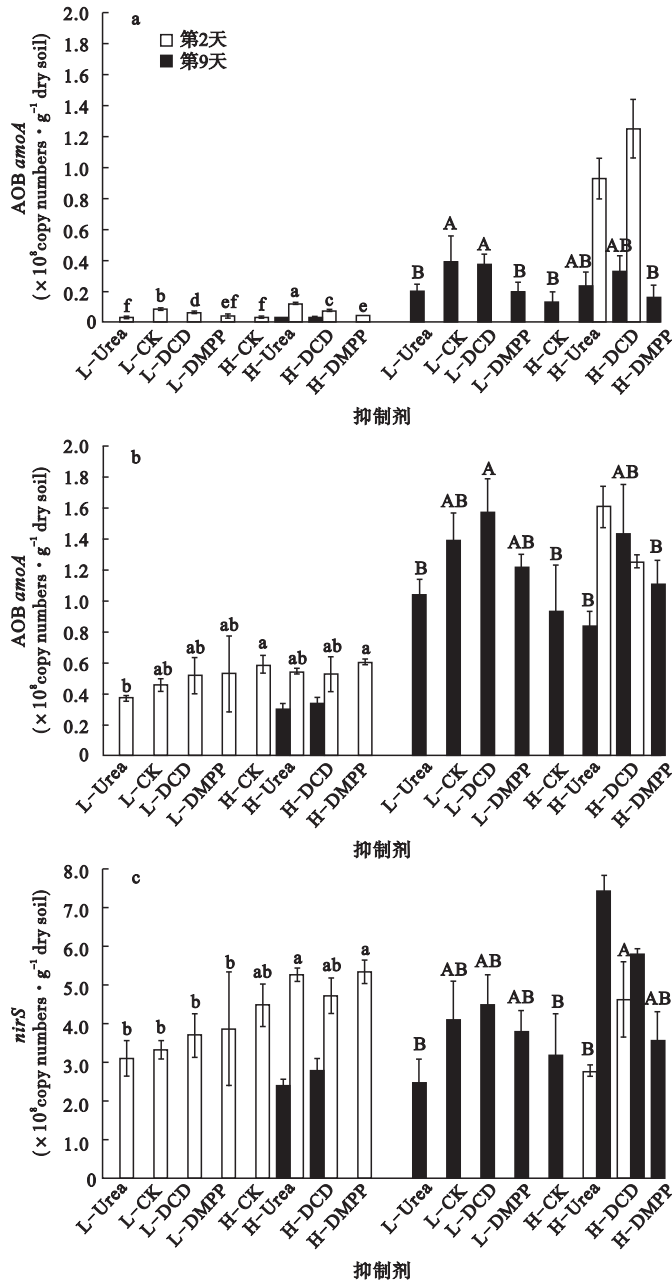 a
第2天
第9天
2.0
1.8
1.6
1.4
1.2
1.0
0.8
0.6
0.4
0.2
0
AOB amoA
(×10⁸copy numbers·g⁻¹ dry soil)
f b d ef f a c e
B A A B B AB AB B
L-Urea L-CK L-DCD L-DMPP H-CK H-Urea H-DCD H-DMPP
L-Urea L-CK L-DCD L-DMPP H-CK H-Urea H-DCD H-DMPP
抑制剂
b
2.0
1.8
1.6
1.4
1.2
1.0
0.8
0.6
0.4
0.2
0
AOB amoA
(×10⁸copy numbers·g⁻¹ dry soil)
b ab ab ab a ab ab a
B AB A AB B B AB B
L-Urea L-CK L-DCD L-DMPP H-CK H-Urea H-DCD H-DMPP
L-Urea L-CK L-DCD L-DMPP H-CK H-Urea H-DCD H-DMPP
抑制剂
c
8.0
7.0
6.0
5.0
4.0
3.0
2.0
1.0
0
nirS
(×10⁸copy numbers·g⁻¹ dry soil)
b b b b ab a ab a
B AB AB AB B B A AB
L-Urea L-CK L-DCD L-DMPP H-CK H-Urea H-DCD H-DMPP
L-Urea L-CK L-DCD L-DMPP H-CK H-Urea H-DCD H-DMPP
抑制剂